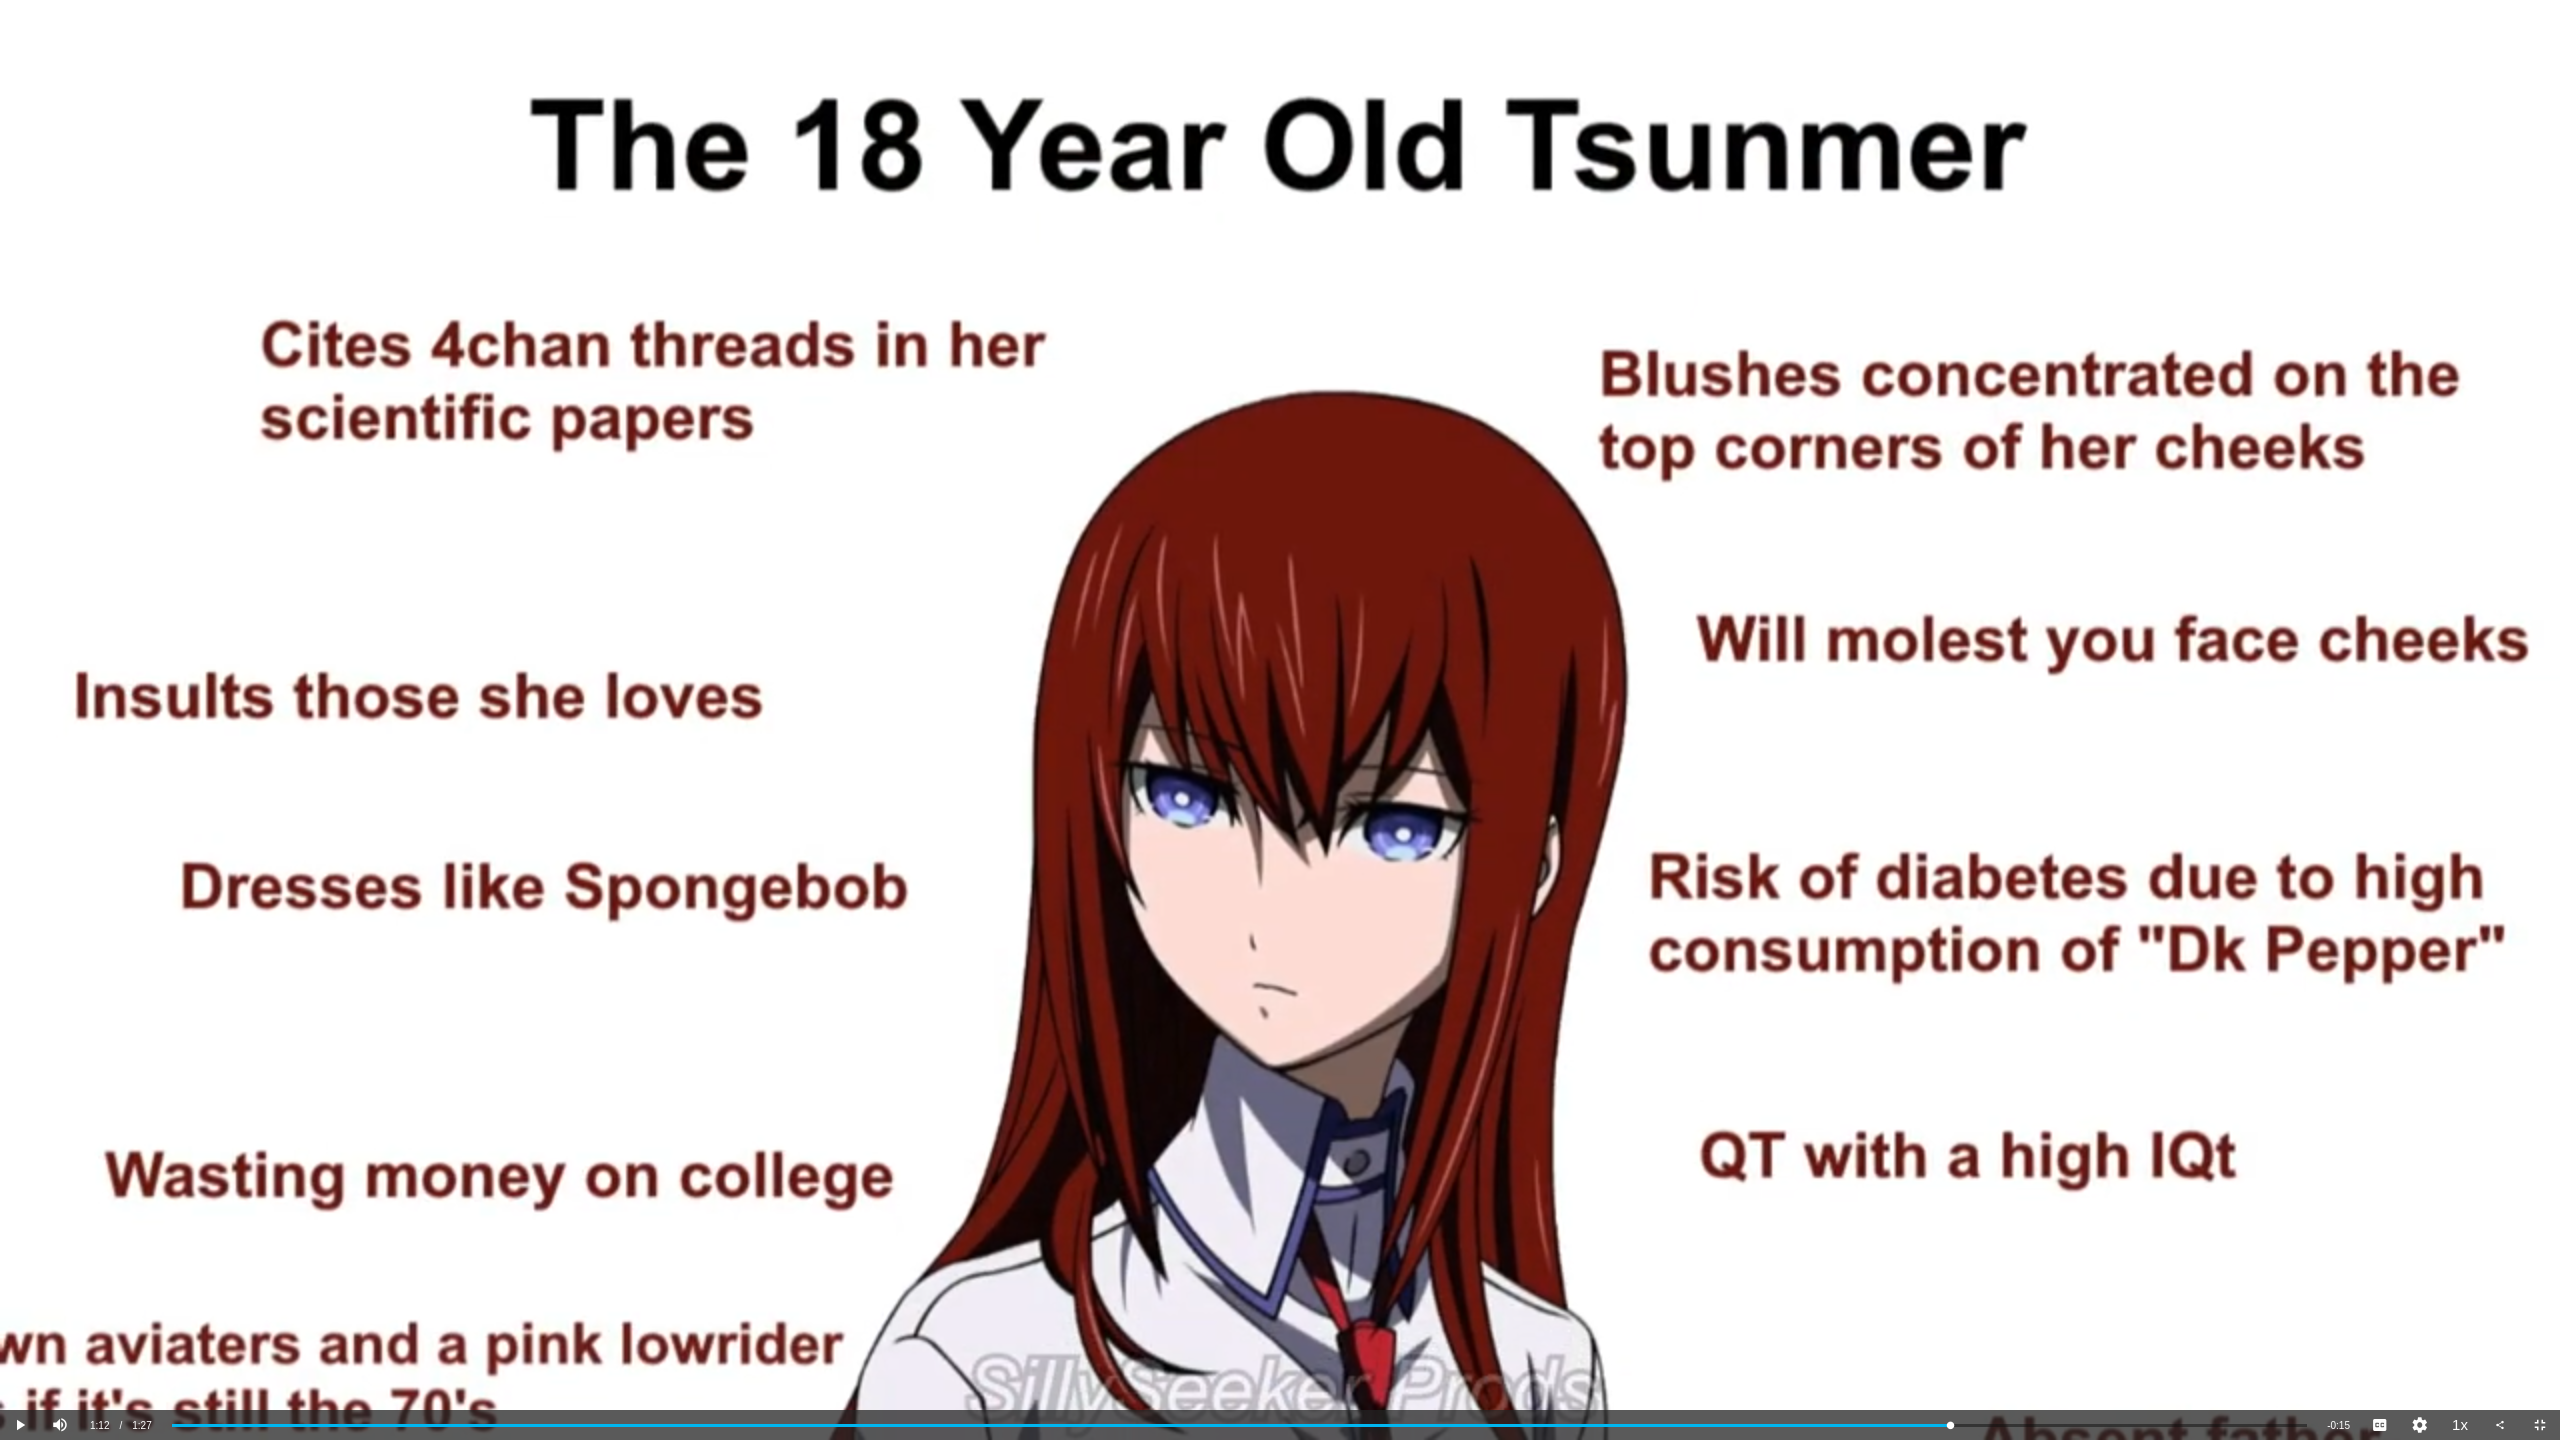 The 18 Year Old Tsunmer
Cites 4chan threads in her
scientific papers
Blushes concentrated on the
top corners of her cheeks
Will molest you face cheeks
Insults those she loves
Dresses like Spongebob
Risk of diabetes due to high
consumption of "Dk Pepper"
QT with a high IQt
Wasting money on college
wn aviaters and a pink lowrider
if it's still the 70's
SillySeeker Prods
Absent father
1:12 / 1:27
-0:15
CC
1x